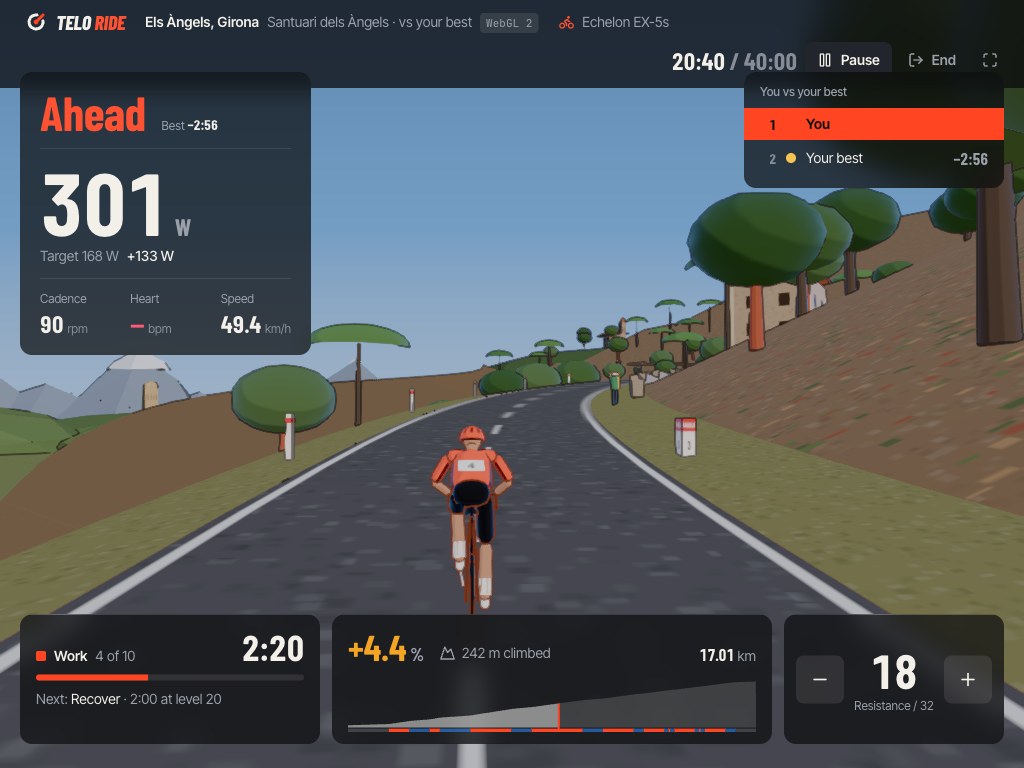 TELO RIDE Els Àngels, Girona Santuari dels Àngels · vs your best WebGL 2 Echelon EX-5s
20:40 / 40:00 Pause End
Ahead Best −2:56
301 W
Target 168 W +133 W
Cadence Heart Speed
90 rpm — bpm 49.4 km/h
You vs your best
1 You
2 Your best −2:56
4
Work 4 of 10 2:20
Next: Recover · 2:00 at level 20
+4.4 % 242 m climbed 17.01 km
− 18 +
Resistance / 32